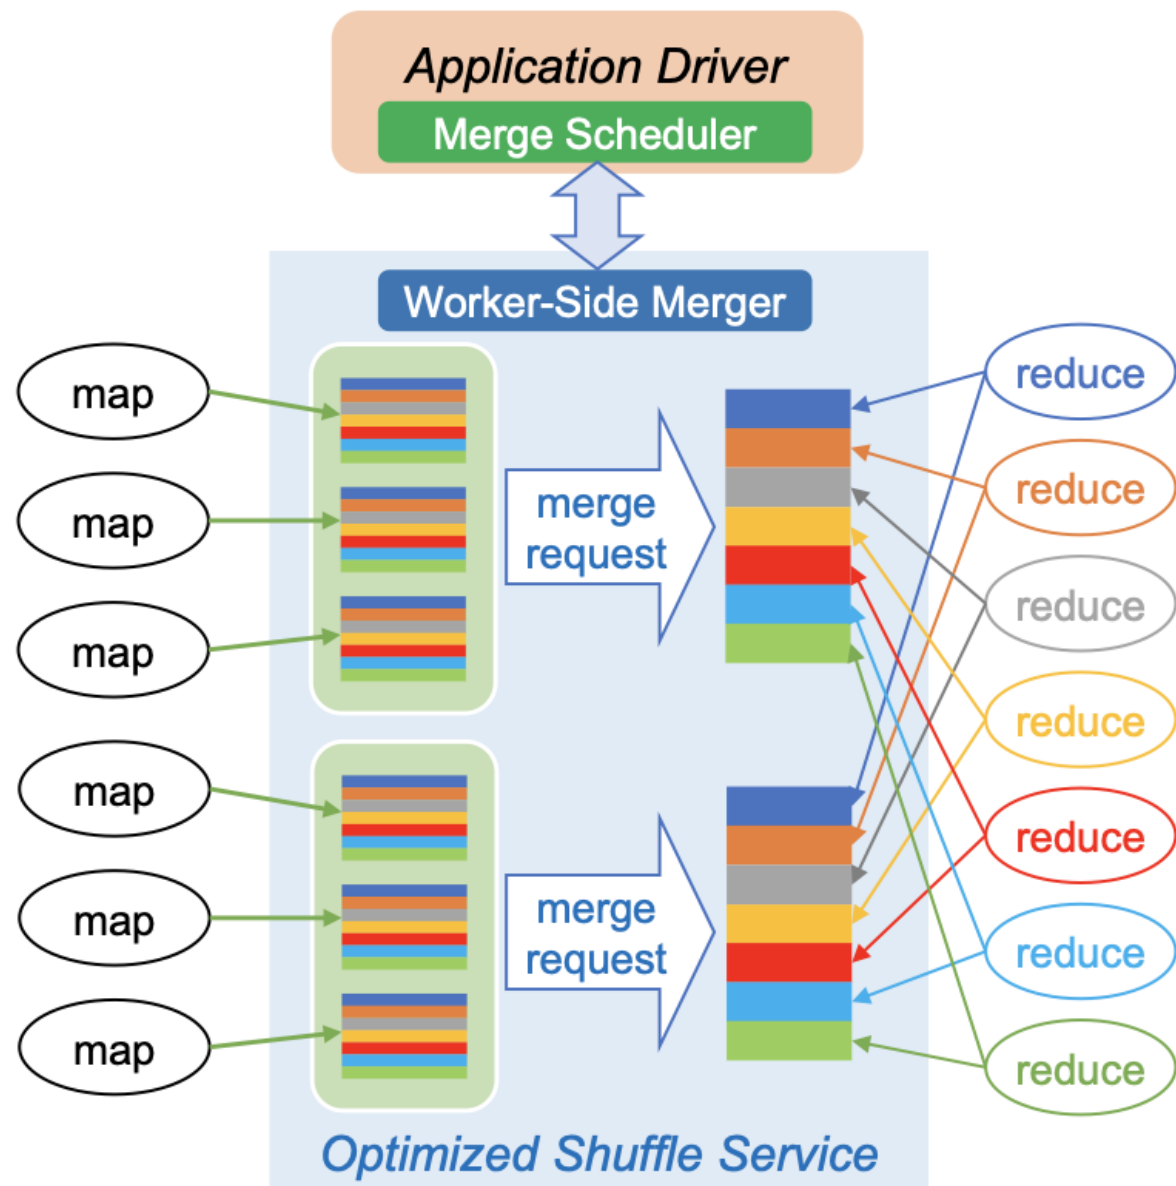 Application Driver
Merge Scheduler
Worker-Side Merger
map
map
map
map
map
map
merge
request
merge
request
reduce
reduce
reduce
reduce
reduce
reduce
reduce
Optimized Shuffle Service